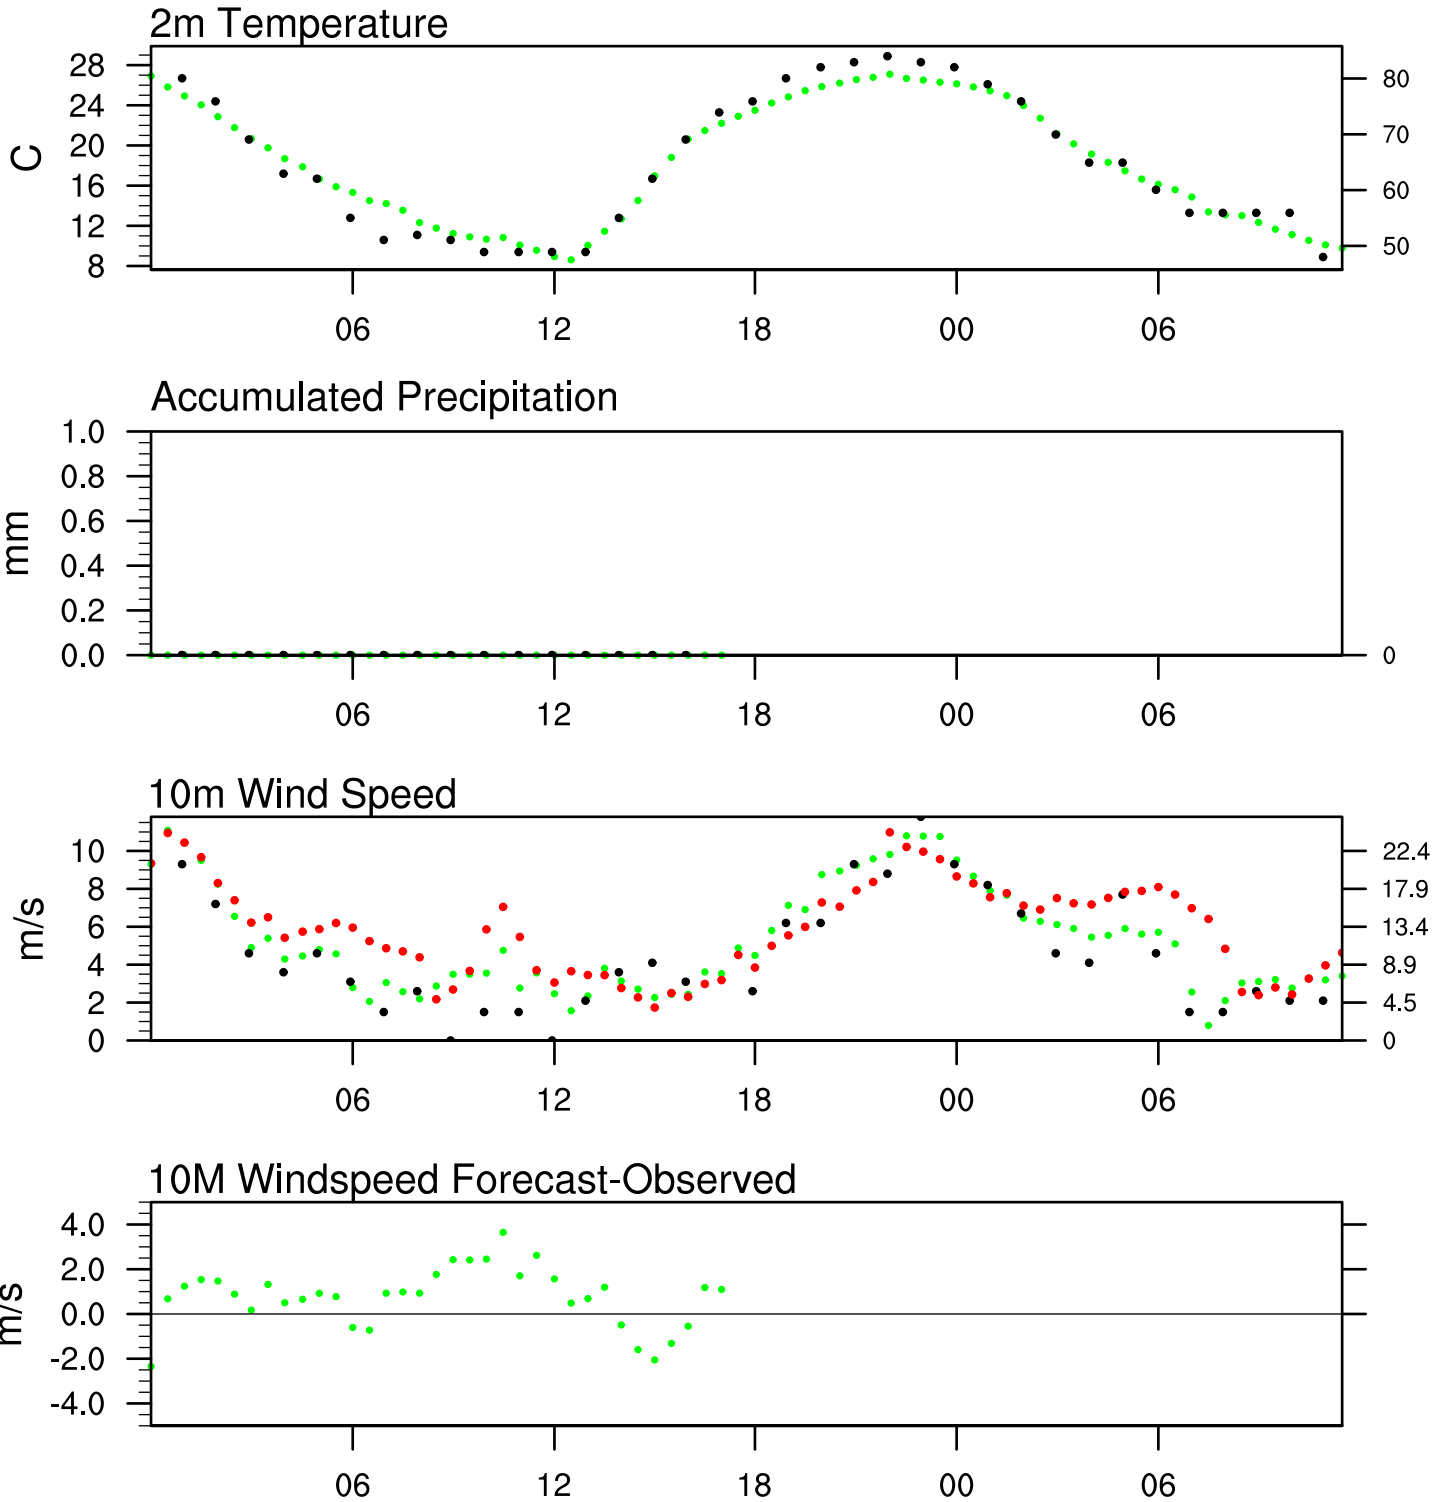 2m Temperature
28
24
20
16
12
8
C
80
70
60
50
06 12 18 00 06
Accumulated Precipitation
1.0
0.8
0.6
0.4
0.2
0.0
mm
0
06 12 18 00 06
10m Wind Speed
10
8
6
4
2
0
m/s
22.4
17.9
13.4
8.9
4.5
0
06 12 18 00 06
10M Windspeed Forecast-Observed
4.0
2.0
0.0
-2.0
-4.0
m/s
06 12 18 00 06